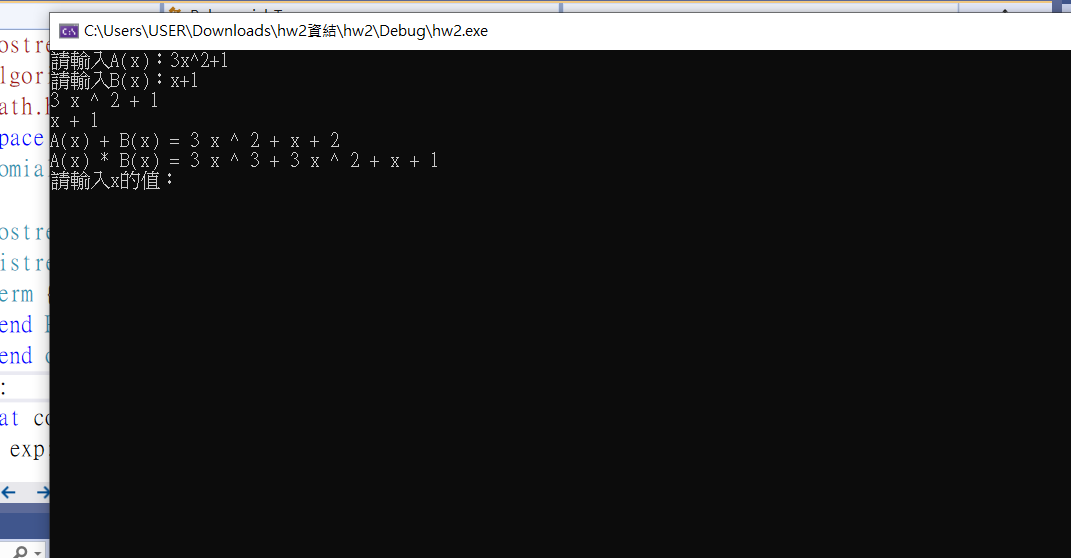 C:\Users\USER\Downloads\hw2資結\hw2\Debug\hw2.exe
請輸入A(x)：3x^2+1
請輸入B(x)：x+1
3 x ^ 2 + 1
x + 1
A(x) + B(x) = 3 x ^ 2 + x + 2
A(x) * B(x) = 3 x ^ 3 + 3 x ^ 2 + x + 1
請輸入x的值：
ostre
lgor
ath.h
pace
omia
ostre
istre
erm {
end
end
:
at co
exp